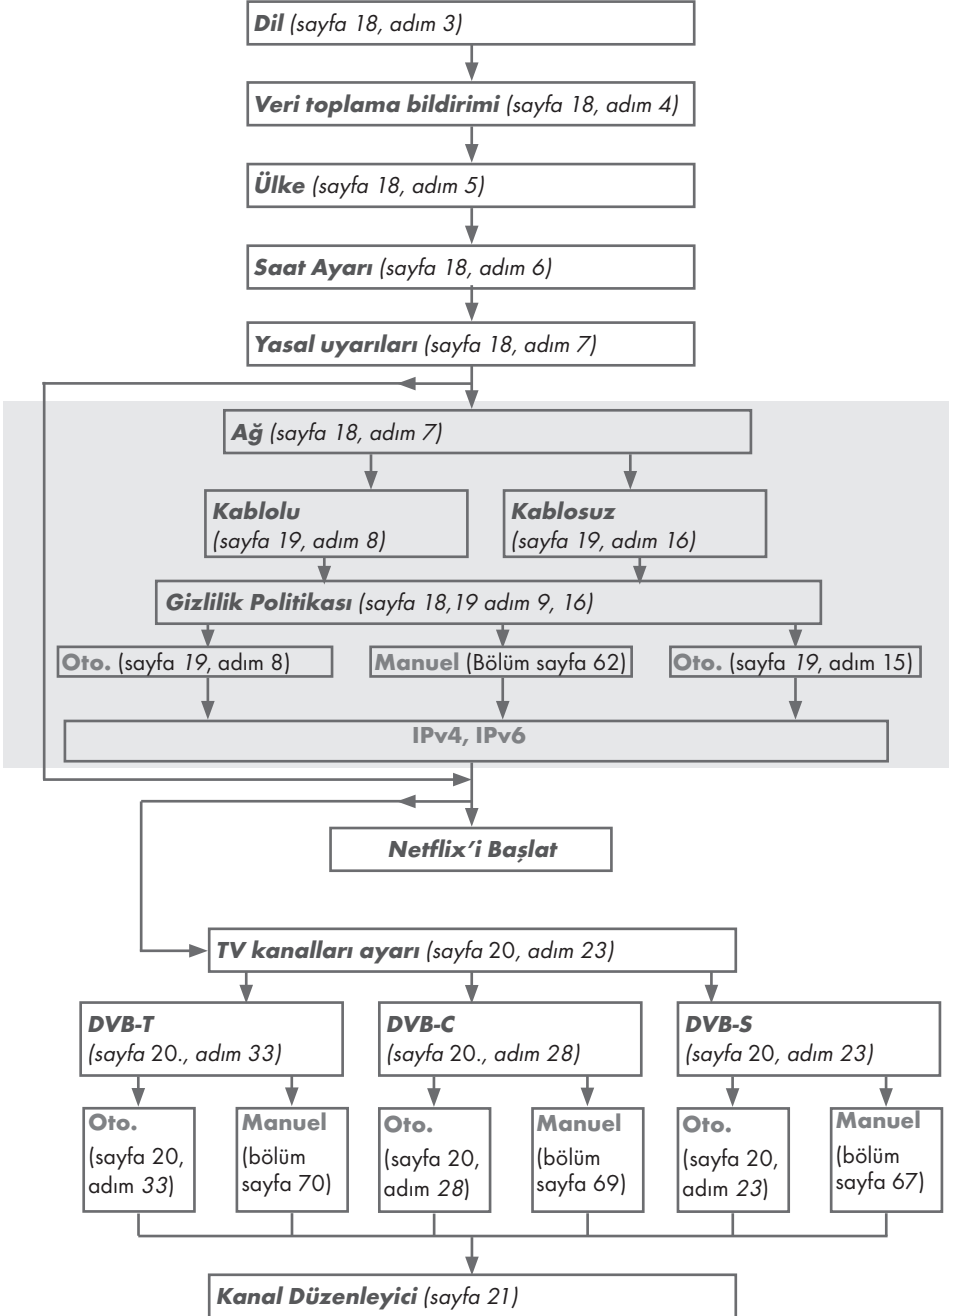 Dil (sayfa 18, adım 3)
Veri toplama bildirimi (sayfa 18, adım 4)
Ülke (sayfa 18, adım 5)
Saat Ayarı (sayfa 18, adım 6)
Yasal uyarıları (sayfa 18, adım 7)
Ağ (sayfa 18, adım 7)
Kablolu
(sayfa 19, adım 8)
Kablosuz
(sayfa 19, adım 16)
Gizlilik Politikası (sayfa 18,19 adım 9, 16)
Oto. (sayfa 19, adım 8)
Manuel (Bölüm sayfa 62)
Oto. (sayfa 19, adım 15)
IPv4, IPv6
Netflix’i Başlat
TV kanalları ayarı (sayfa 20, adım 23)
DVB-T
(sayfa 20., adım 33)
DVB-C
(sayfa 20., adım 28)
DVB-S
(sayfa 20, adım 23)
Oto.
(sayfa 20,
adım 33)
Manuel
(bölüm
sayfa 70)
Oto.
(sayfa 20,
adım 28)
Manuel
(bölüm
sayfa 69)
Oto.
(sayfa 20,
adım 23)
Manuel
(bölüm
sayfa 67)
Kanal Düzenleyici (sayfa 21)